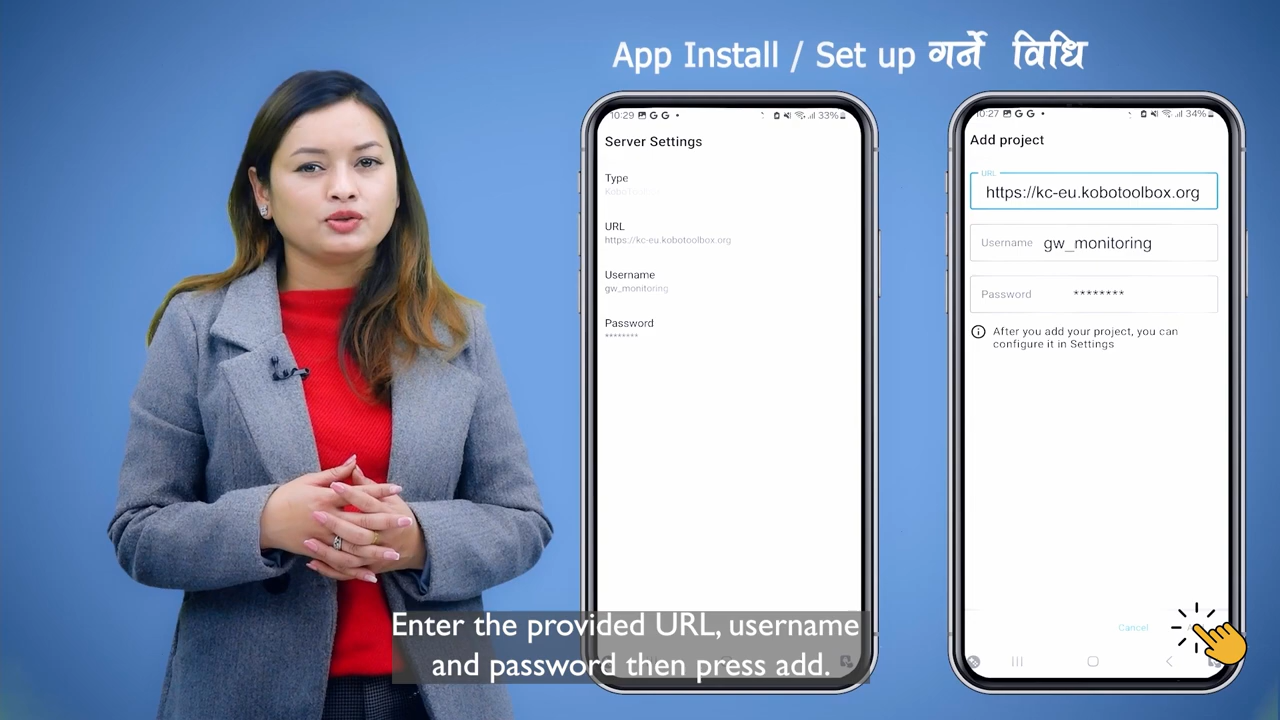 App Install / Set up गर्ने विधि
10:29
33%
Server Settings
Type
Kobo
URL
https://kc-eu.kobotoolbox.org
Username
gw_monitoring
Password
********
10:27
34%
Add project
URL
https://kc-eu.kobotoolbox.org
Username gw_monitoring
Password ********
After you add your project, you can
configure it in Settings
Cancel
Enter the provided URL, username
and password then press add.